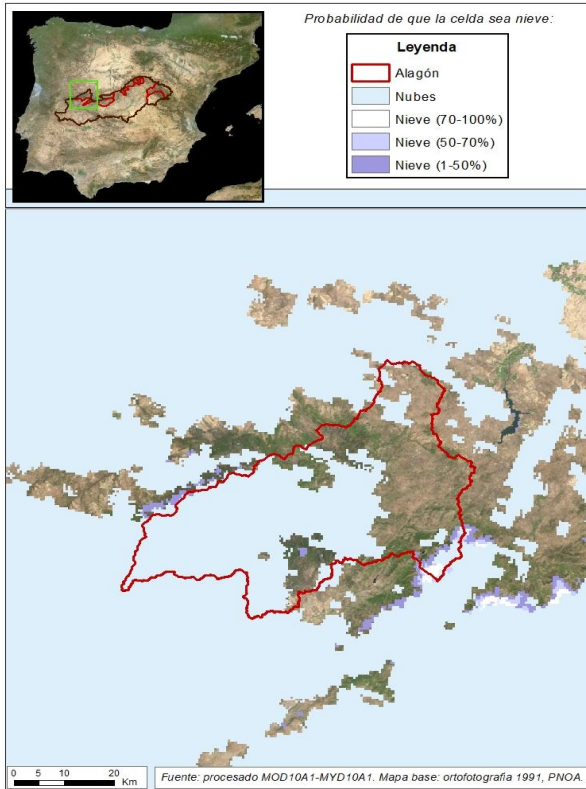 Probabilidad de que la celda sea nieve:
Leyenda
Alagón
Nubes
Nieve (70-100%)
Nieve (50-70%)
Nieve (1-50%)
0 5 10 20
Km
Fuente: procesado MOD10A1-MYD10A1. Mapa base: ortofotografía 1991, PNOA.